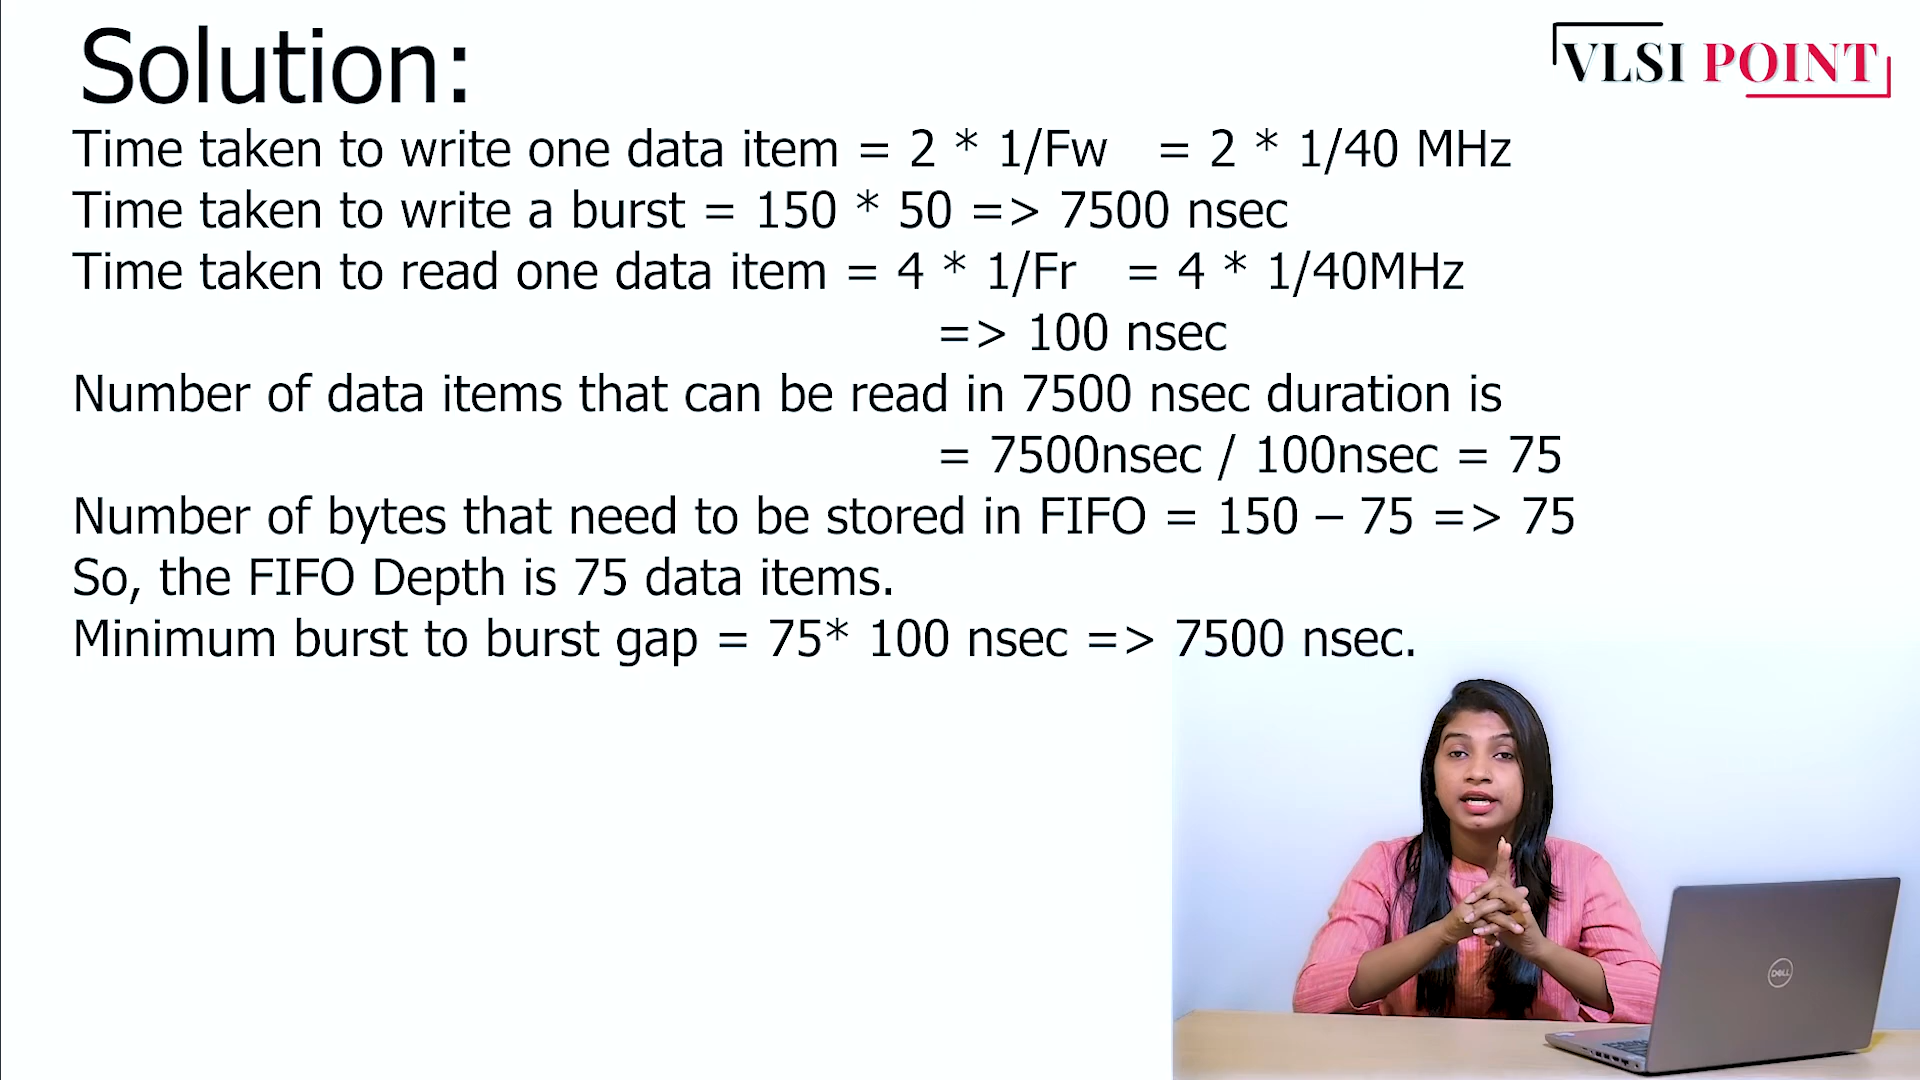 Solution:
VLSI POINT
Time taken to write one data item = 2 * 1/Fw = 2 * 1/40 MHz
Time taken to write a burst = 150 * 50 => 7500 nsec
Time taken to read one data item = 4 * 1/Fr = 4 * 1/40MHz
=> 100 nsec
Number of data items that can be read in 7500 nsec duration is
= 7500nsec / 100nsec = 75
Number of bytes that need to be stored in FIFO = 150 – 75 => 75
So, the FIFO Depth is 75 data items.
Minimum burst to burst gap = 75* 100 nsec => 7500 nsec.
DELL